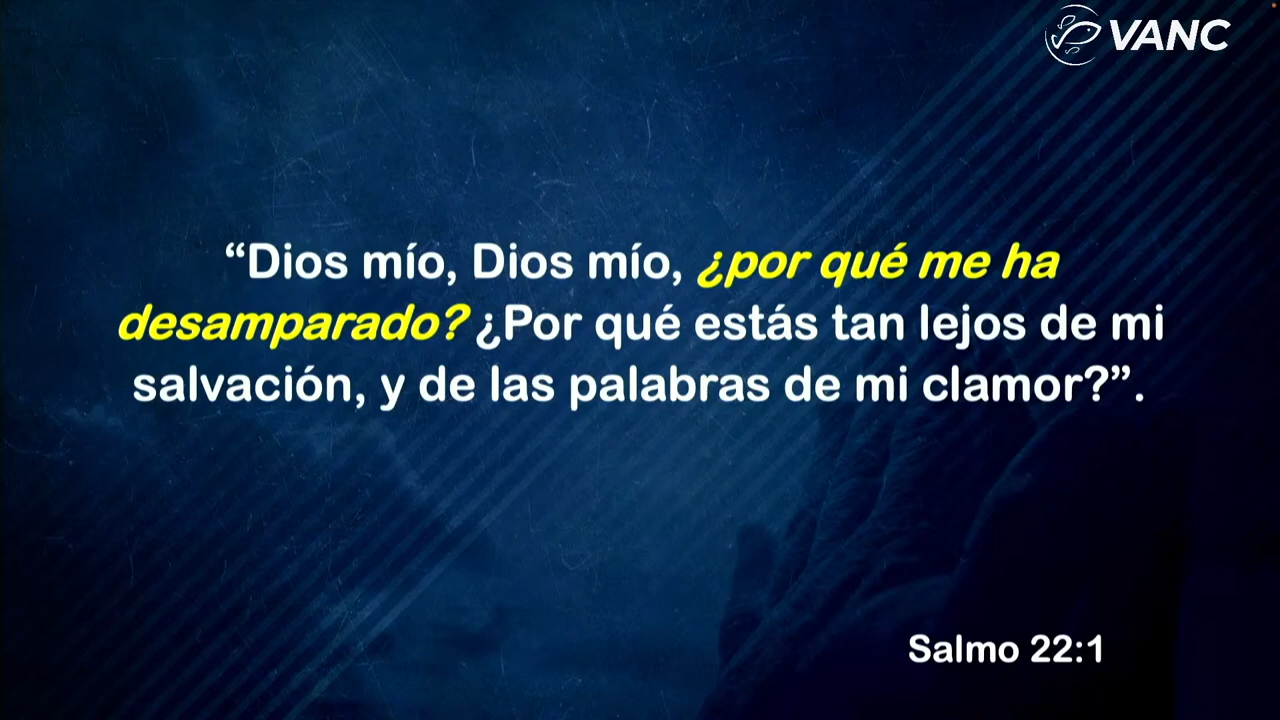 VANC
“Dios mío, Dios mío, ¿por qué me ha
desamparado? ¿Por qué estás tan lejos de mi
salvación, y de las palabras de mi clamor?”.
Salmo 22:1